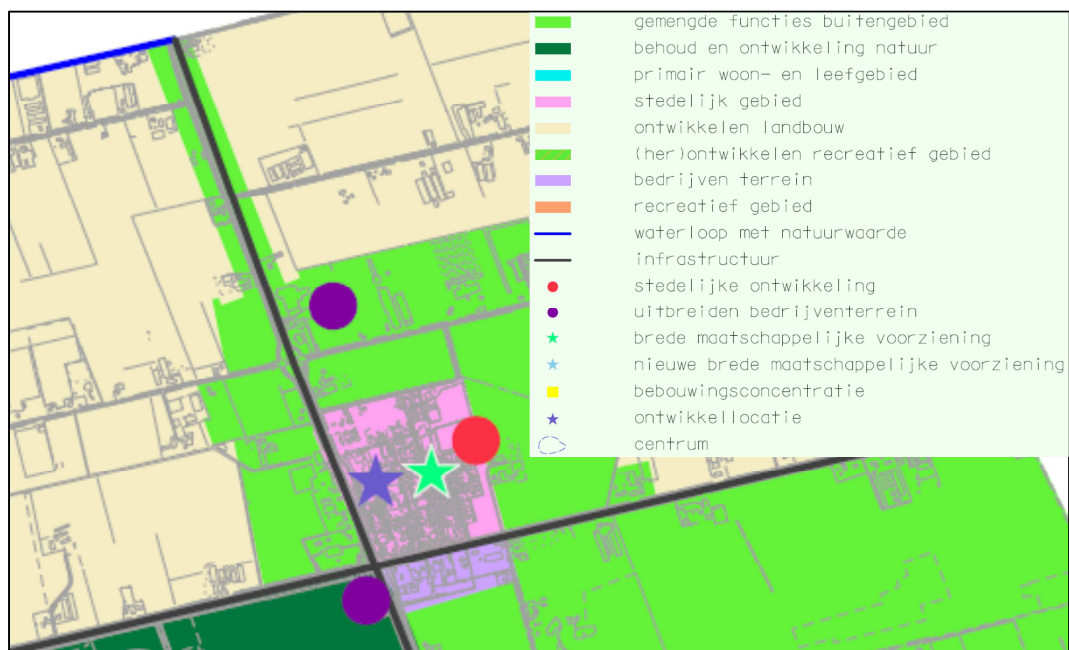 gemengde functies buitengebied
behoud en ontwikkeling natuur
primair woon- en leefgebied
stedelijk gebied
ontwikkelen landbouw
(her)ontwikkelen recreatief gebied
bedrijven terrein
recreatief gebied
waterloop met natuurwaarde
infrastructuur
stedelijke ontwikkeling
uitbreiden bedrijventerrein
brede maatschappelijke voorziening
nieuwe brede maatschappelijke voorziening
bebouwingsconcentratie
ontwikkellocatie
centrum